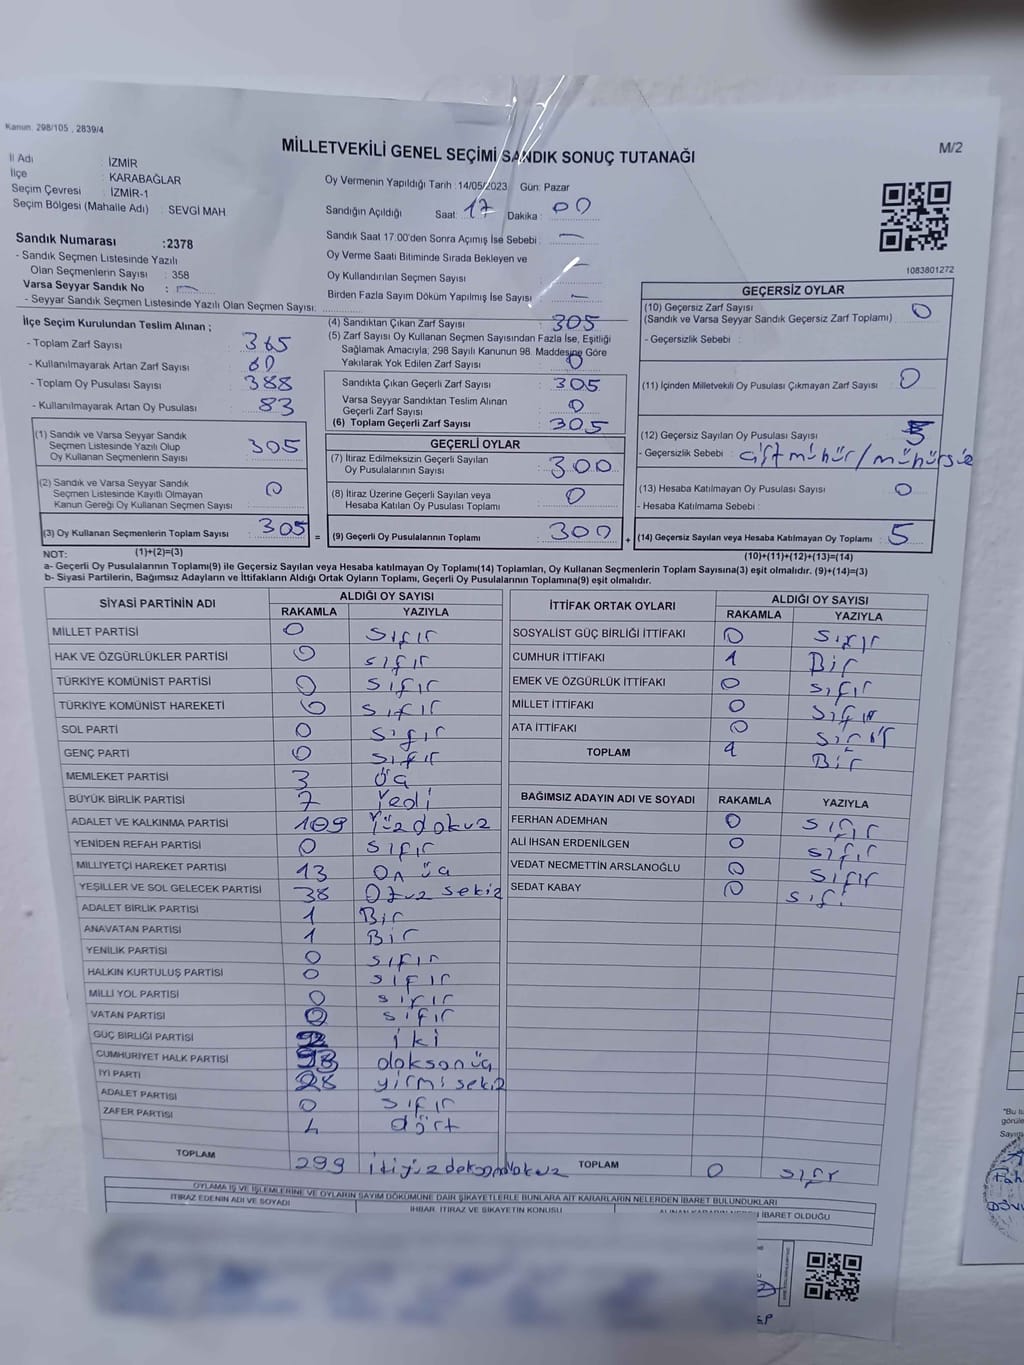 Kanun. 298/105 , 2839/4
MİLLETVEKİLİ GENEL SEÇİMİ SANDIK SONUÇ TUTANAĞI
M/2
İl Adı : İZMİR
İlçe : KARABAĞLAR
Seçim Çevresi : İZMİR-1
Seçim Bölgesi (Mahalle Adı) : SEVGİ MAH
Sandık Numarası :2378
- Sandık Seçmen Listesinde Yazılı
Olan Seçmenlerin Sayısı : 358
Varsa Seyyar Sandık No : —
- Seyyar Sandık Seçmen Listesinde Yazılı Olan Seçmen Sayısı:
Oy Vermenin Yapıldığı Tarih :14/05/2023 Gün: Pazar
Sandığın Açıldığı Saat: 17 Dakika : 00
Sandık Saat 17:00'den Sonra Açımış İse Sebebi : —
Oy Verme Saati Bitiminde Sırada Bekleyen ve
Oy Kullandırılan Seçmen Sayısı —
Birden Fazla Sayım Döküm Yapılmış İse Sayısı : —
1083801272
İlçe Seçim Kurulundan Teslim Alınan ;
- Toplam Zarf Sayısı : 365
- Kullanılmayarak Artan Zarf Sayısı : 60
- Toplam Oy Pusulası Sayısı : 388
- Kullanılmayarak Artan Oy Pusulası : 83
(1) Sandık ve Varsa Seyyar Sandık
Seçmen Listesinde Yazılı Olup
Oy Kullanan Seçmenlerin Sayısı : 305
(2) Sandık ve Varsa Seyyar Sandık
Seçmen Listesinde Kayıtlı Olmayan
Kanun Gereği Oy Kullanan Seçmen Sayısı : 0
(3) Oy Kullanan Seçmenlerin Toplam Sayısı : 305 =
(4) Sandıktan Çıkan Zarf Sayısı : 305
(5) Zarf Sayısı Oy Kullanan Seçmen Sayısından Fazla İse, Eşitliği
Sağlamak Amacıyla; 298 Sayılı Kanunun 98. Maddesine Göre
Yakılarak Yok Edilen Zarf Sayısı : 0
Sandıkta Çıkan Geçerli Zarf Sayısı : 305
Varsa Seyyar Sandıktan Teslim Alınan
Geçerli Zarf Sayısı : 0
(6) Toplam Geçerli Zarf Sayısı : 305
GEÇERLİ OYLAR
(7) İtiraz Edilmeksizin Geçerli Sayılan
Oy Pusulalarının Sayısı : 300
(8) İtiraz Üzerine Geçerli Sayılan veya
Hesaba Katılan Oy Pusulası Toplamı : 0
(9) Geçerli Oy Pusulalarının Toplamı : 300 +
GEÇERSİZ OYLAR
(10) Geçersiz Zarf Sayısı
(Sandık ve Varsa Seyyar Sandık Geçersiz Zarf Toplamı) : 0
- Geçersizlik Sebebi :
(11) İçinden Milletvekili Oy Pusulası Çıkmayan Zarf Sayısı : 0
(12) Geçersiz Sayılan Oy Pusulası Sayısı : 5
- Geçersizlik Sebebi : Çift mühür/mühürsüz
(13) Hesaba Katılmayan Oy Pusulası Sayısı : 0
- Hesaba Katılmama Sebebi :
(14) Geçersiz Sayılan veya Hesaba Katılmayan Oy Toplamı : 5
NOT: (1)+(2)=(3) (10)+(11)+(12)+(13)=(14)
a- Geçerli Oy Pusulalarının Toplamı(9) ile Geçersiz Sayılan veya Hesaba katılmayan Oy Toplamı(14) Toplamları, Oy Kullanan Seçmenlerin Toplam Sayısına(3) eşit olmalıdır. (9)+(14)=(3)
b- Siyasi Partilerin, Bağımsız Adayların ve İttifakların Aldığı Ortak Oyların Toplamı, Geçerli Oy Pusulalarının Toplamına(9) eşit olmalıdır.
SİYASİ PARTİNİN ADI ALDIĞI OY SAYISI
RAKAMLA YAZIYLA
MİLLET PARTİSİ 0 Sıfır
HAK VE ÖZGÜRLÜKLER PARTİSİ 0 Sıfır
TÜRKİYE KOMÜNİST PARTİSİ 0 Sıfır
TÜRKİYE KOMÜNİST HAREKETİ 0 Sıfır
SOL PARTİ 0 Sıfır
GENÇ PARTİ 0 Sıfır
MEMLEKET PARTİSİ 3 Üç
BÜYÜK BİRLİK PARTİSİ 7 Yedi
ADALET VE KALKINMA PARTİSİ 109 Yüz dokuz
YENİDEN REFAH PARTİSİ 0 Sıfır
MİLLİYETÇİ HAREKET PARTİSİ 13 On üç
YEŞİLLER VE SOL GELECEK PARTİSİ 38 Otuz sekiz
ADALET BİRLİK PARTİSİ 1 Bir
ANAVATAN PARTİSİ 1 Bir
YENİLİK PARTİSİ 0 Sıfır
HALKIN KURTULUŞ PARTİSİ 0 Sıfır
MİLLİ YOL PARTİSİ 0 Sıfır
VATAN PARTİSİ 0 Sıfır
GÜÇ BİRLİĞİ PARTİSİ 2 iki
CUMHURİYET HALK PARTİSİ 93 doksan üç
İYİ PARTİ 28 yirmi sekiz
ADALET PARTİSİ 0 Sıfır
ZAFER PARTİSİ 4 dört
TOPLAM 299
İTTİFAK ORTAK OYLARI ALDIĞI OY SAYISI
RAKAMLA YAZIYLA
SOSYALİST GÜÇ BİRLİĞİ İTTİFAKI 0 Sıfır
CUMHUR İTTİFAKI 1 Bir
EMEK VE ÖZGÜRLÜK İTTİFAKI 0 Sıfır
MİLLET İTTİFAKI 0 Sıfır
ATA İTTİFAKI 0 Sıfır
TOPLAM 1 Bir
BAĞIMSIZ ADAYIN ADI VE SOYADI RAKAMLA YAZIYLA
FERHAN ADEMHAN 0 Sıfır
ALİ İHSAN ERDENİLGEN 0 Sıfır
VEDAT NECMETTİN ARSLANOĞLU 0 Sıfır
SEDAT KABAY 0 Sıfır
TOPLAM 0 Sıfır
OYLAMA İŞ VE İŞLEMLERİNE VE OYLARIN SAYIM DÖKÜMÜNE DAİR ŞİKAYETLERLE BUNLARA AİT KARARLARIN NELERDEN İBARET BULUNDUKLARI
İTİRAZ EDENİN ADI VE SOYADI İHBAR, İTİRAZ VE ŞİKAYETİN KONUSU İBARET OLDUĞU